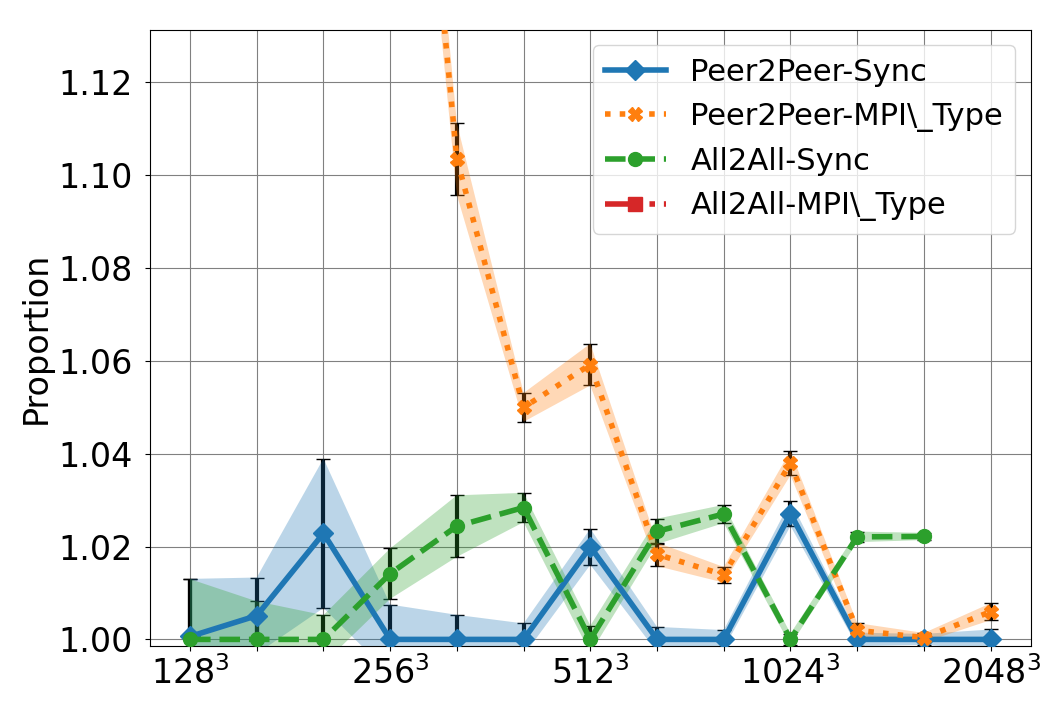 1.12
1.10
1.08
1.06
1.04
1.02
1.00
Proportion
128³
256³
512³
1024³
2048³
Peer2Peer-Sync
Peer2Peer-MPI\_Type
All2All-Sync
All2All-MPI\_Type